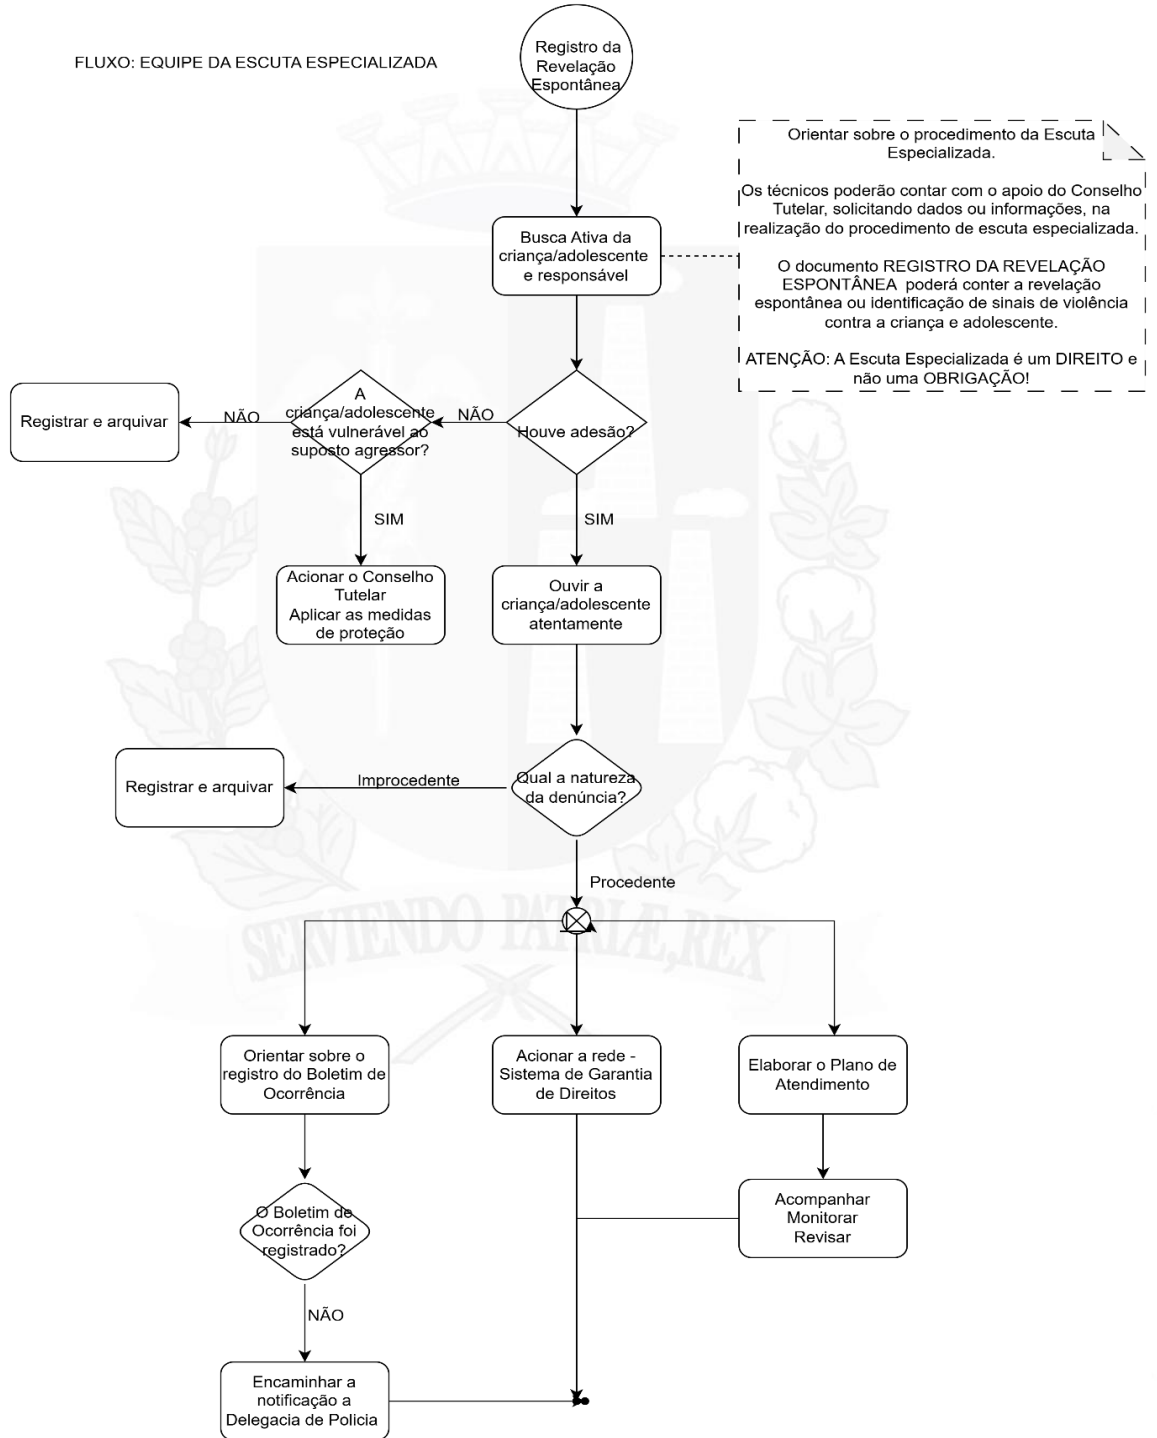 FLUXO: EQUIPE DA ESCUTA ESPECIALIZADA
Registro da
Revelação
Espontânea
Orientar sobre o procedimento da Escuta
Especializada.
Os técnicos poderão contar com o apoio do Conselho
Tutelar, solicitando dados ou informações, na
realização do procedimento de escuta especializada.
O documento REGISTRO DA REVELAÇÃO
ESPONTÂNEA poderá conter a revelação
espontânea ou identificação de sinais de violência
contra a criança e adolescente.
ATENÇÃO: A Escuta Especializada é um DIREITO e
não uma OBRIGAÇÃO!
Busca Ativa da
criança/adolescente
e responsável
Houve adesão?
NÃO
A
criança/adolescente
está vulnerável ao
suposto agressor?
NÃO
Registrar e arquivar
SIM
Acionar o Conselho
Tutelar
Aplicar as medidas
de proteção
SIM
Ouvir a
criança/adolescente
atentamente
Qual a natureza
da denúncia?
Improcedente
Registrar e arquivar
Procedente
SERVIENDO PATRIÆ,REX
Orientar sobre o
registro do Boletim de
Ocorrência
Acionar a rede -
Sistema de Garantia
de Direitos
Elaborar o Plano de
Atendimento
O Boletim de
Ocorrência foi
registrado?
Acompanhar
Monitorar
Revisar
NÃO
Encaminhar a
notificação a
Delegacia de Policia